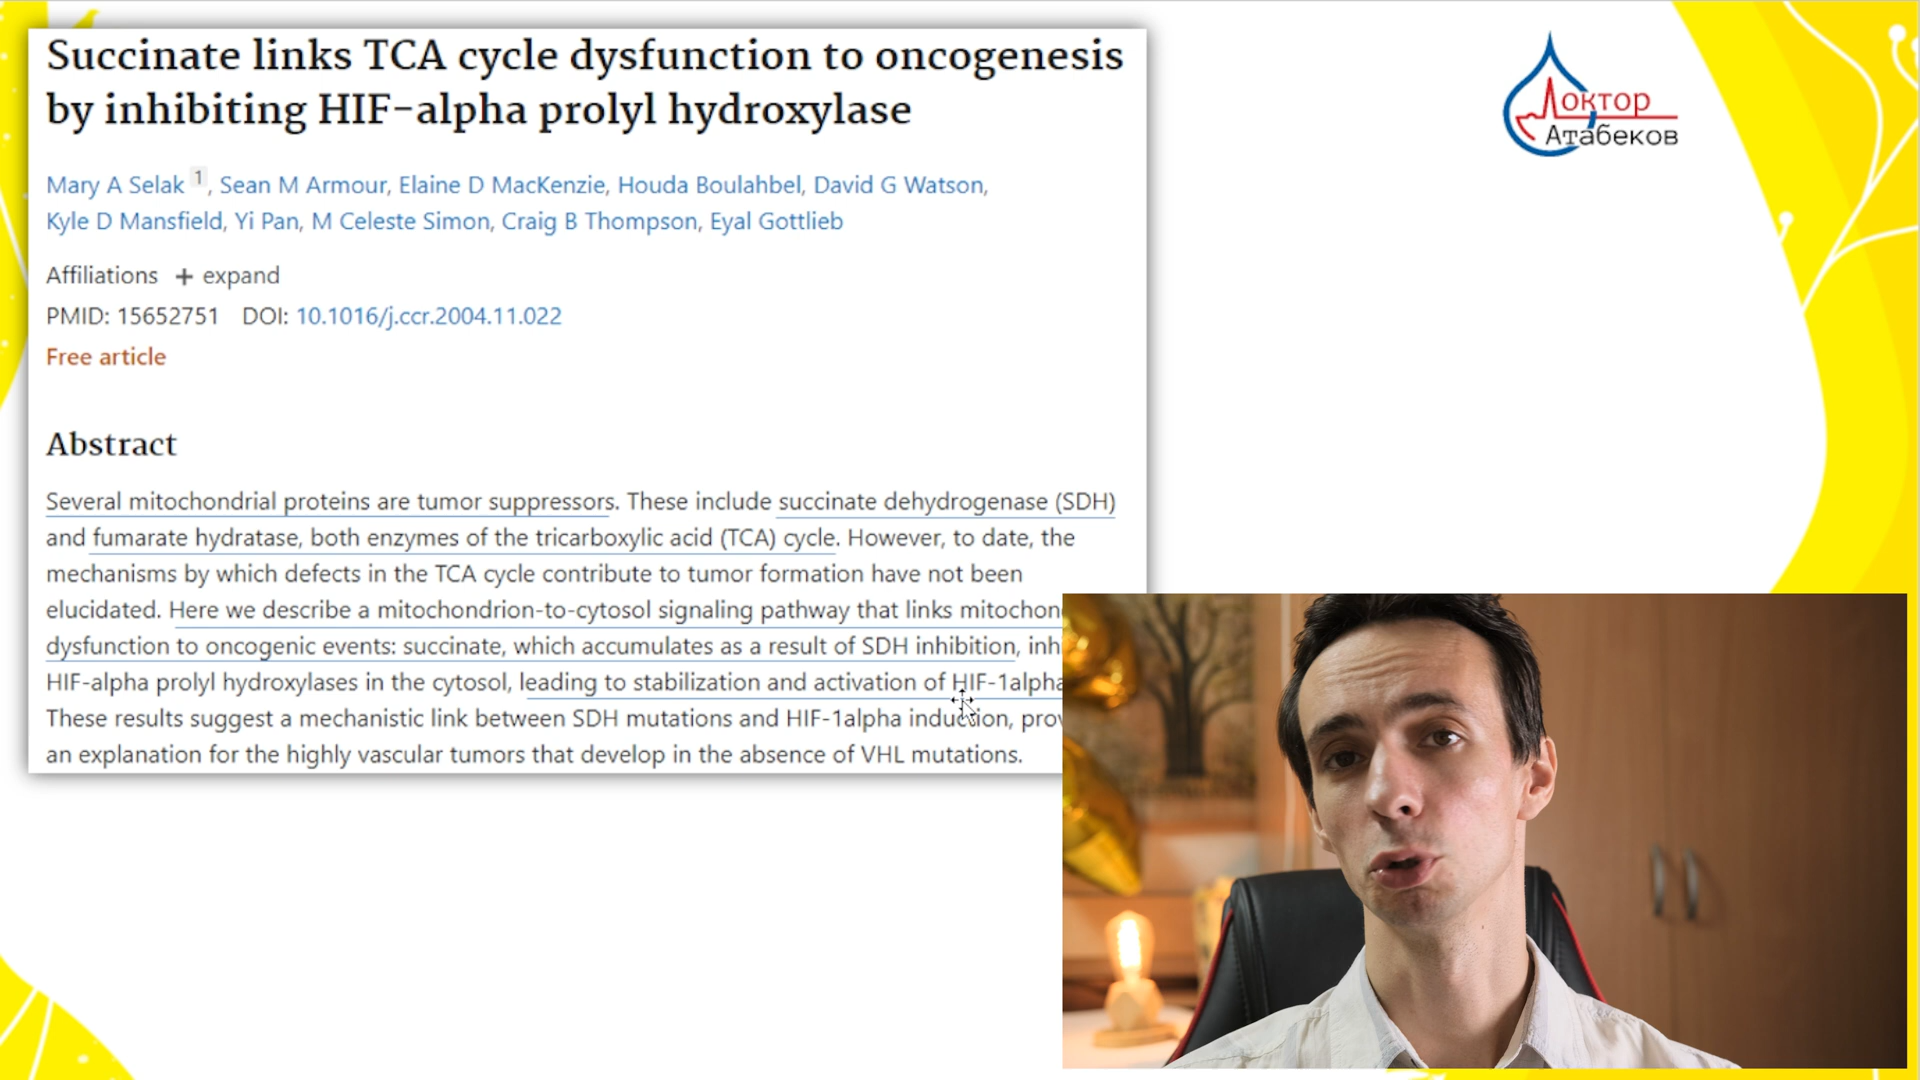 Succinate links TCA cycle dysfunction to oncogenesis
by inhibiting HIF-alpha prolyl hydroxylase
Mary A Selak 1, Sean M Armour, Elaine D MacKenzie, Houda Boulahbel, David G Watson,
Kyle D Mansfield, Yi Pan, M Celeste Simon, Craig B Thompson, Eyal Gottlieb
Affiliations + expand
PMID: 15652751 DOI: 10.1016/j.ccr.2004.11.022
Free article
Abstract
Several mitochondrial proteins are tumor suppressors. These include succinate dehydrogenase (SDH)
and fumarate hydratase, both enzymes of the tricarboxylic acid (TCA) cycle. However, to date, the
mechanisms by which defects in the TCA cycle contribute to tumor formation have not been
elucidated. Here we describe a mitochondrion-to-cytosol signaling pathway that links mitochon
dysfunction to oncogenic events: succinate, which accumulates as a result of SDH inhibition, inh
HIF-alpha prolyl hydroxylases in the cytosol, leading to stabilization and activation of HIF-1alpha
These results suggest a mechanistic link between SDH mutations and HIF-1alpha induction, prov
an explanation for the highly vascular tumors that develop in the absence of VHL mutations.
Доктор
Атабеков